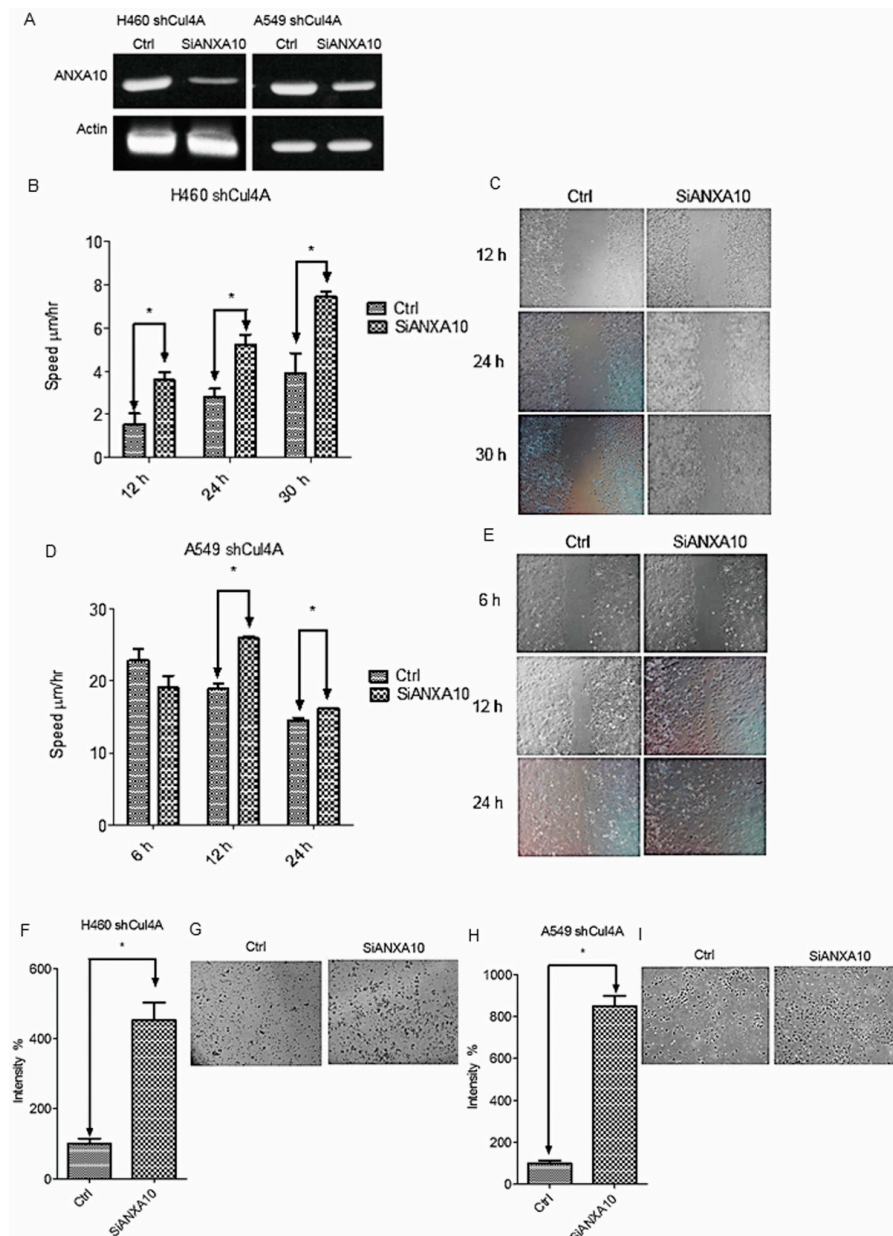 A
H460 shCul4A A549 shCul4A
Ctrl SiANXA10 Ctrl SiANXA10
ANXA10
Actin
B
H460 shCul4A
10
8
6
4
2
0
Speed μm/hr
* * *
12 h 24 h 30 h
Ctrl
SiANXA10
C
Ctrl SiANXA10
12 h
24 h
30 h
D
A549 shCul4A
30
20
10
0
Speed μm/hr
* *
6 h 12 h 24 h
Ctrl
SiANXA10
E
Ctrl SiANXA10
6 h
12 h
24 h
F
H460 shCul4A
*
600
400
200
0
Intensity %
Ctrl SiANXA10
G
Ctrl SiANXA10
H
A549 shCul4A
*
1000
800
600
400
200
0
Intensity %
Ctrl SiANXA10
I
Ctrl SiANXA10